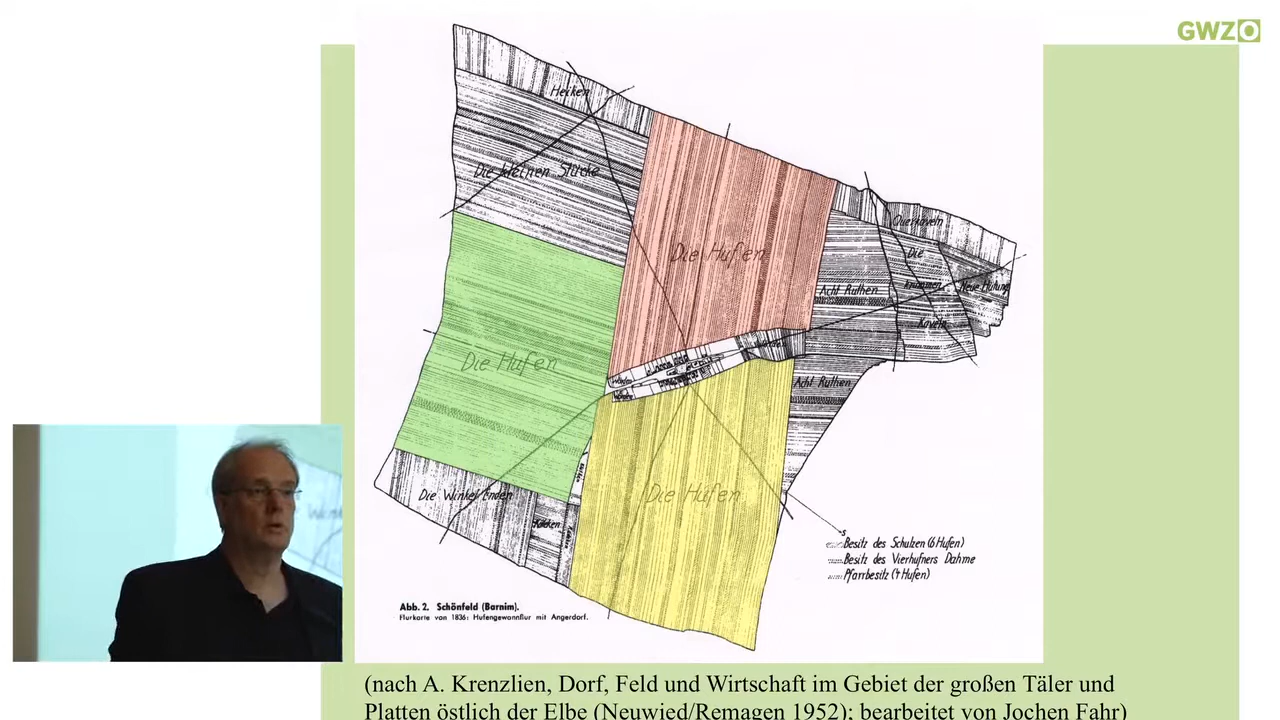 GWZO
Heiken
Die kleinen Stücke
Die Hufen
Querkaveln
Die
krummen
Kaveln
Neue Hütung
Acht Ruthen
Die Hufen
Acht Ruthen
Die Winkel Enden
Die Hufen
Besitz des Schulzen (6 Hufen)
Besitz des Vierhufners Dahme
Pfarrbesitz (4 Hufen)
Abb. 2. Schönfeld (Barnim).
Flurkarte von 1836: Hufengewannflur mit Angerdorf.
(nach A. Krenzlien, Dorf, Feld und Wirtschaft im Gebiet der großen Täler und
Platten östlich der Elbe (Neuwied/Remagen 1952); bearbeitet von Jochen Fahr)